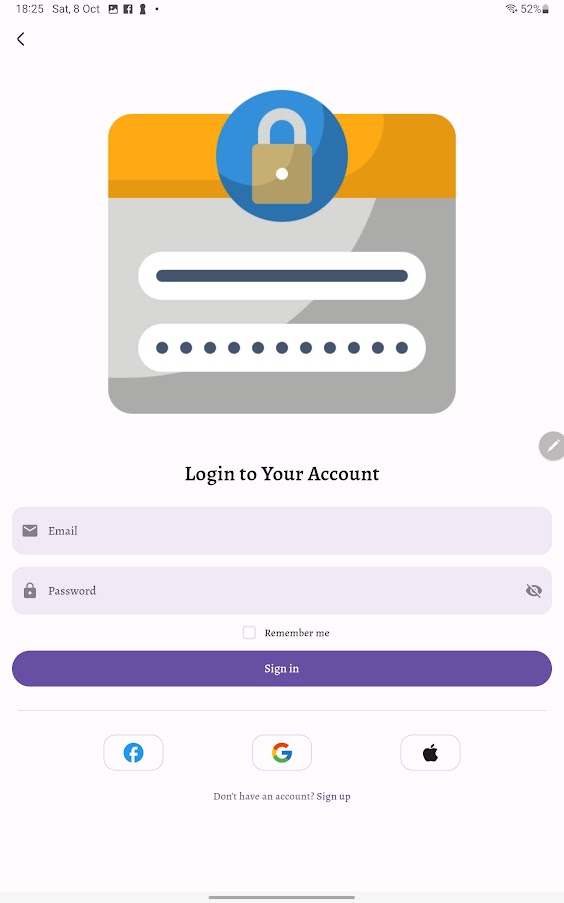 18:25 Sat, 8 Oct 52%
Login to Your Account
Email
Password
Remember me
Sign in
Don't have an account? Sign up